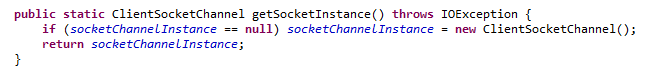 public static ClientSocketChannel getSocketInstance() throws IOException {
    if (socketChannelInstance == null) socketChannelInstance = new ClientSocketChannel();
    return socketChannelInstance;
}